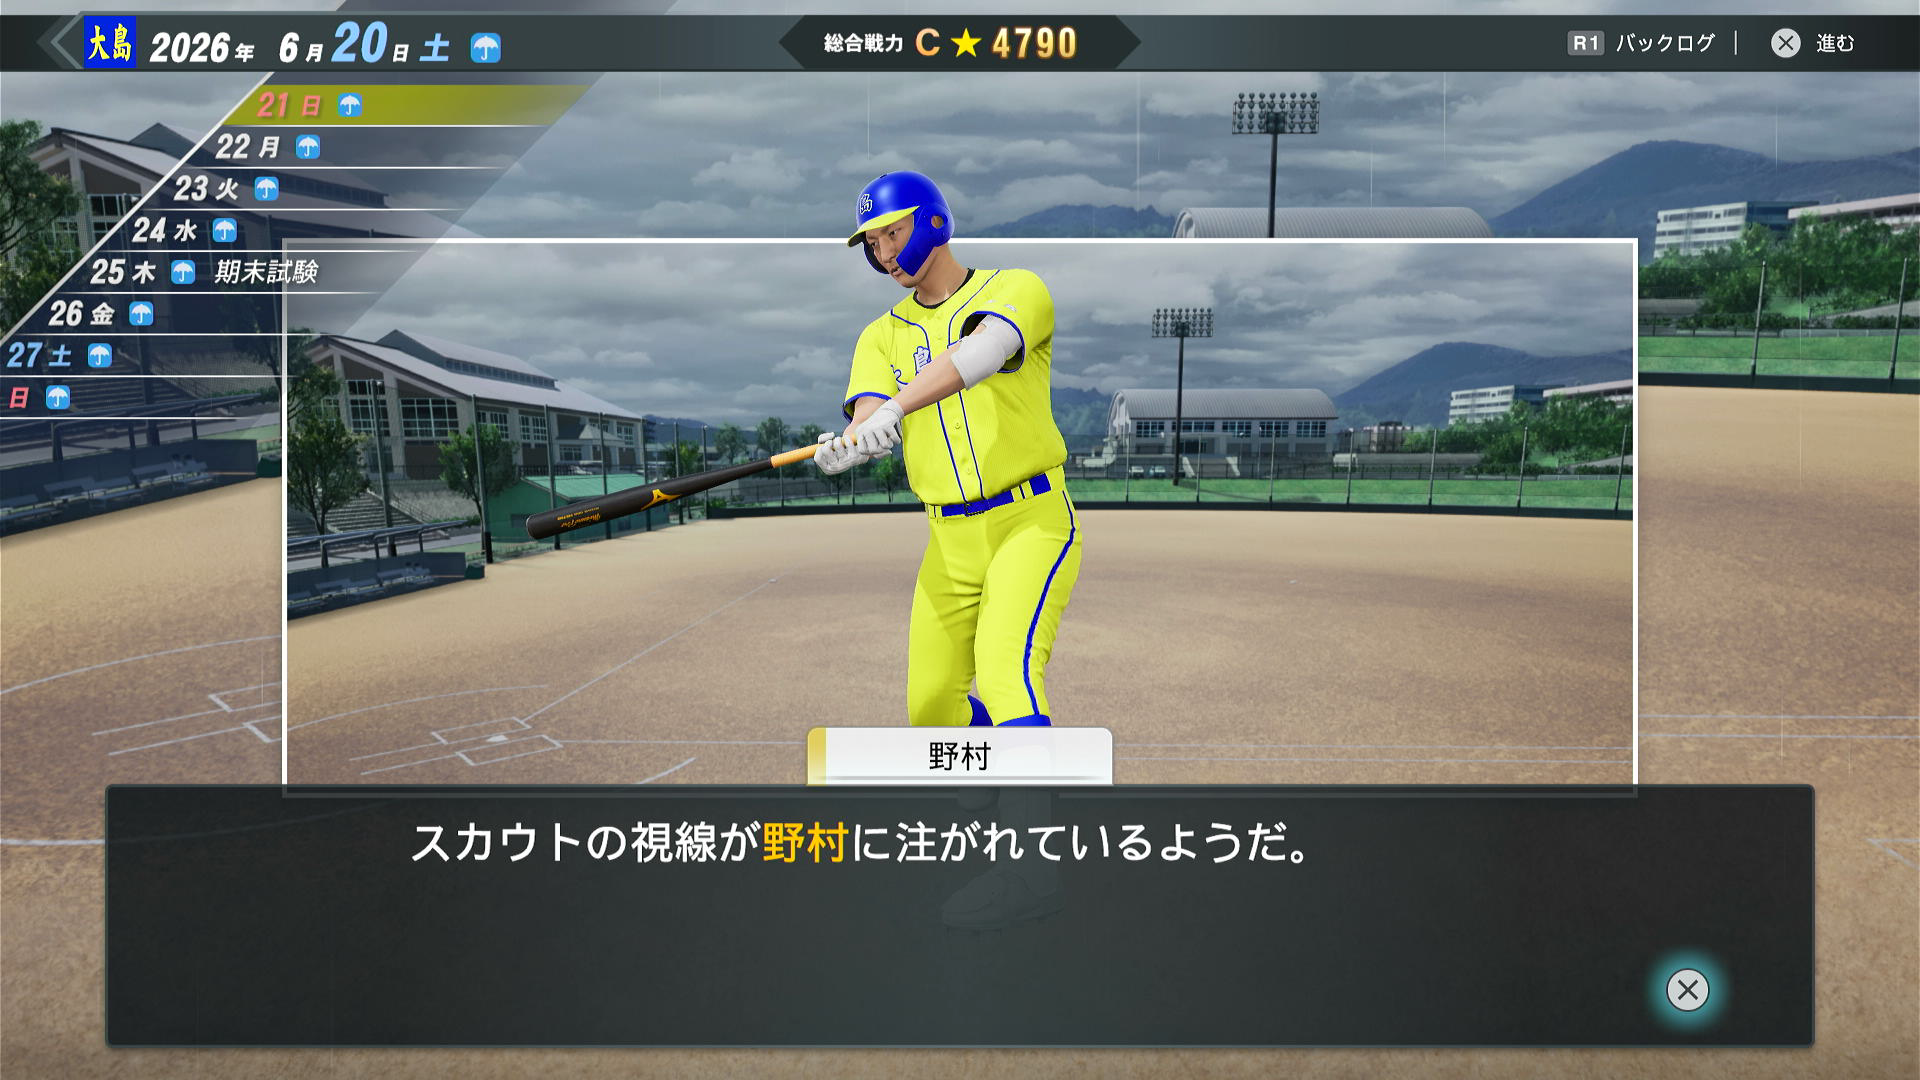 大島 2026年 6月20日 土
総合戦力 C ★ 4790
R1 バックログ | ⊗ 進む
21 日
22 月
23 火
24 水
25 木 期末試験
26 金
27 土
日
野村
スカウトの視線が野村に注がれているようだ。